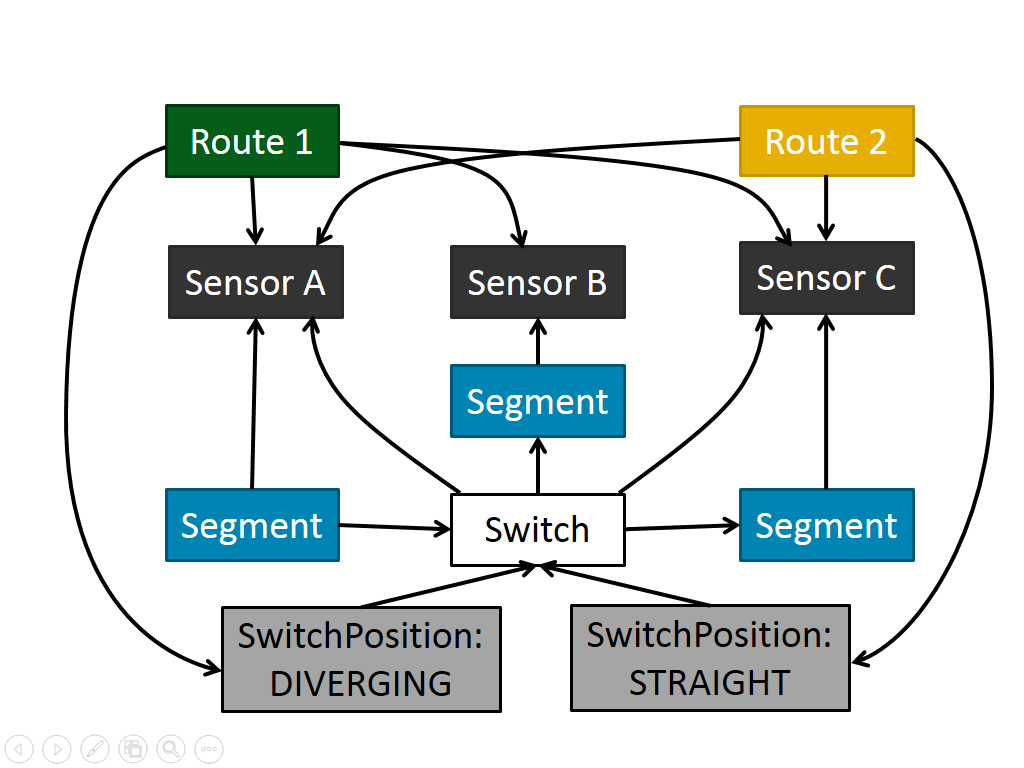 Route 1
Route 2
Sensor A
Sensor B
Sensor C
Segment
Segment
Switch
Segment
SwitchPosition:
DIVERGING
SwitchPosition:
STRAIGHT